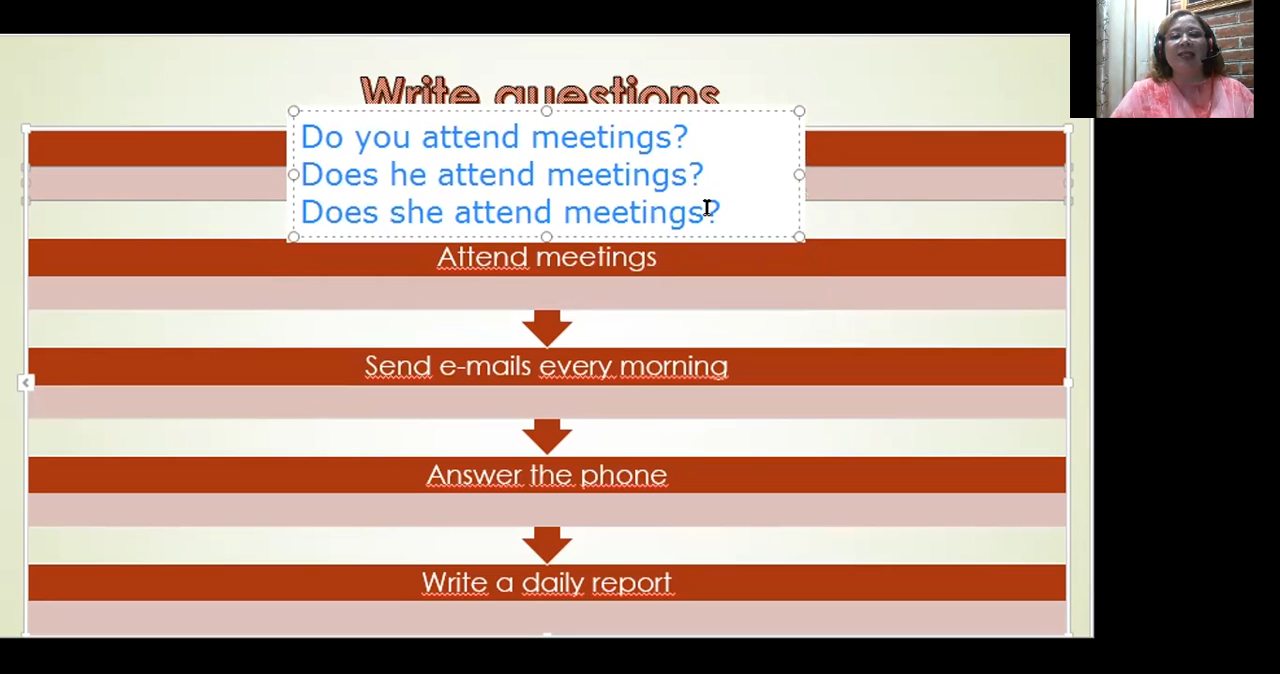 Write questions
Do you attend meetings?
Does he attend meetings?
Does she attend meetings?
Attend meetings
Send e-mails every morning
Answer the phone
Write a daily report